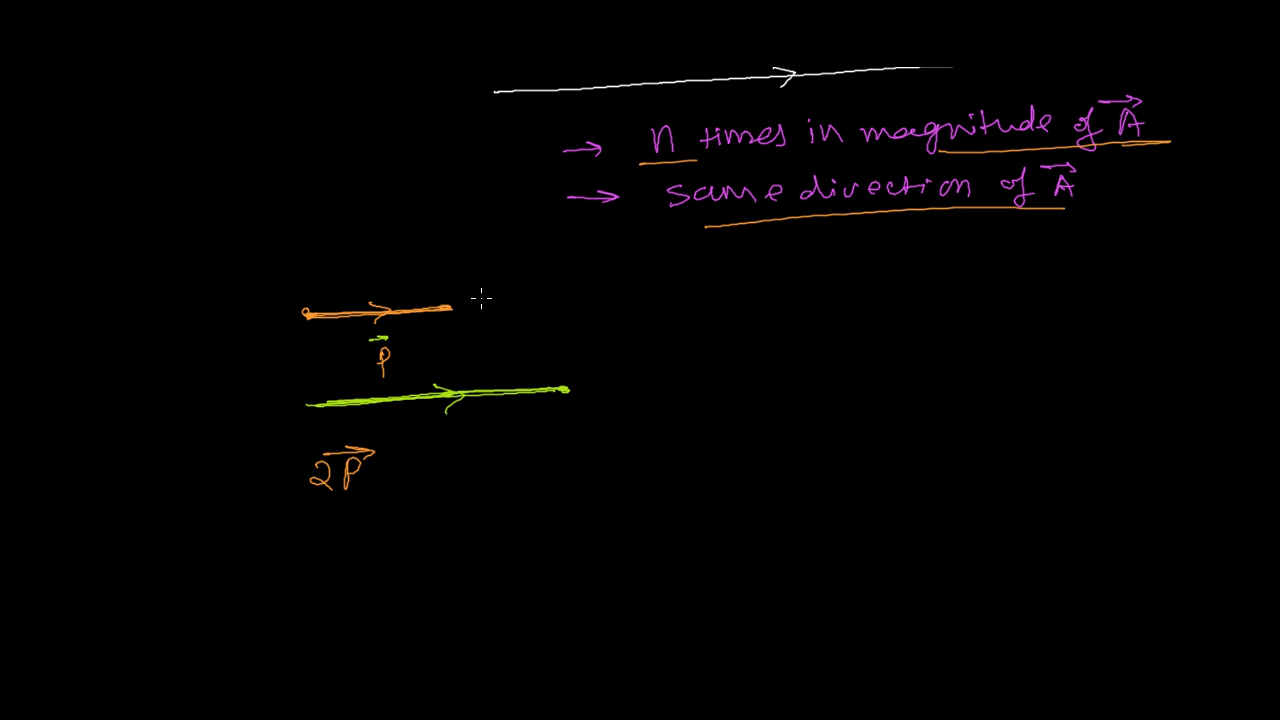 → n times in magnitude of A⃗
→ same direction of A⃗
P⃗
2P⃗